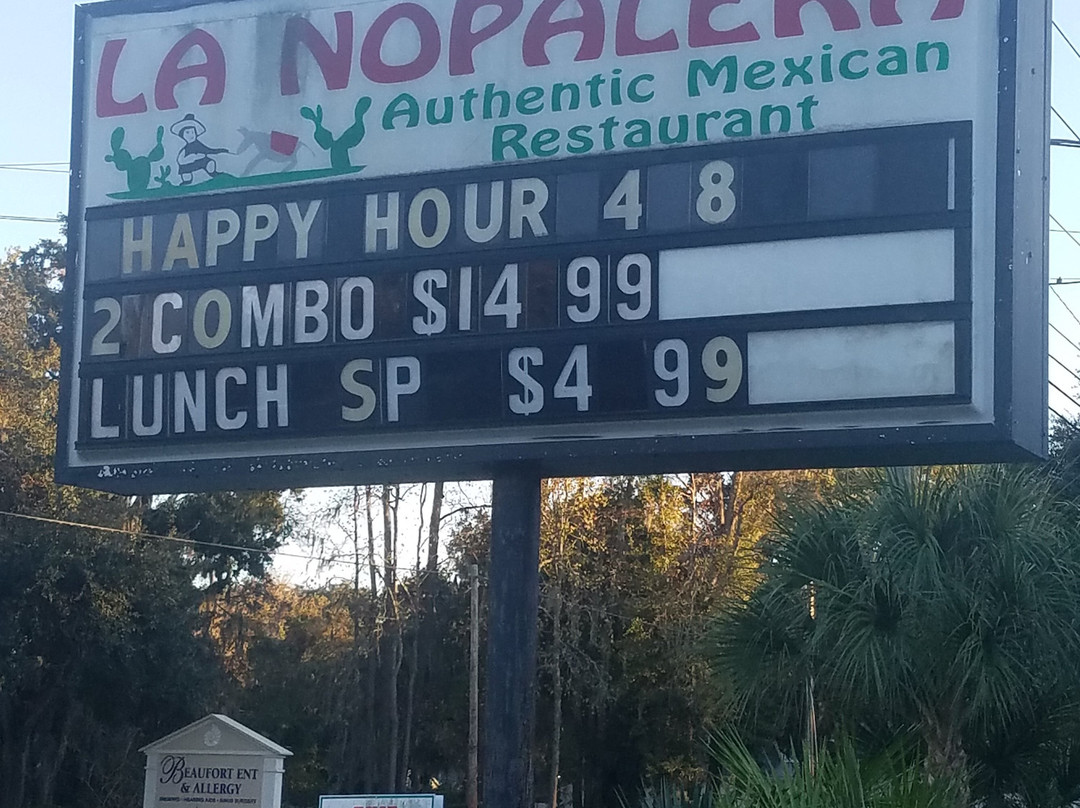 LA NOPALERA
Authentic Mexican
Restaurant
HAPPY HOUR 4 8
2 COMBO $14 99
LUNCH SP $4 99
BEAUFORT ENT
& ALLERGY